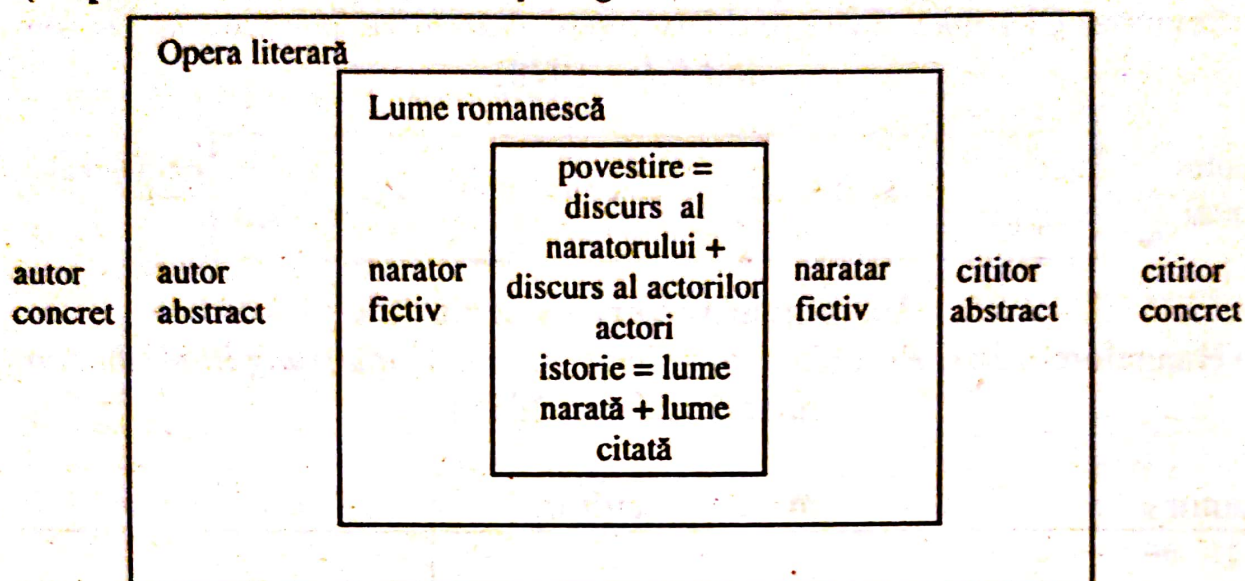 Opera literară
Lume romanescă
povestire =
discurs al
naratorului +
discurs al actorilor
actori
istorie = lume
narată + lume
citată
autor
concret
autor
abstract
narator
fictiv
naratar
fictiv
cititor
abstract
cititor
concret